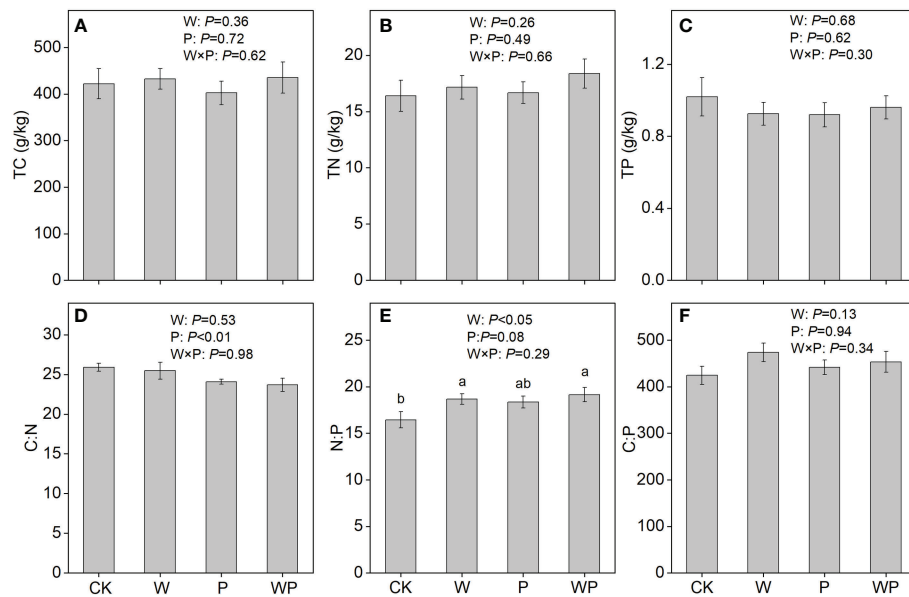 A
W: P=0.36
P: P=0.72
W×P: P=0.62
TC (g/kg)
500
400
300
200
100
0
B
W: P=0.26
P: P=0.49
W×P: P=0.66
TN (g/kg)
20
15
10
5
0
C
W: P=0.68
P: P=0.62
W×P: P=0.30
TP (g/kg)
1.2
0.8
0.4
0.0
D
W: P=0.53
P: P<0.01
W×P: P=0.98
C:N
30
25
20
15
10
5
0
CK W P WP
E
W: P<0.05
P:P=0.08
W×P: P=0.29
N:P
25
20
15
10
5
0
b a ab a
CK W P WP
F
W: P=0.13
P: P=0.94
W×P: P=0.34
C:P
500
400
300
200
100
0
CK W P WP